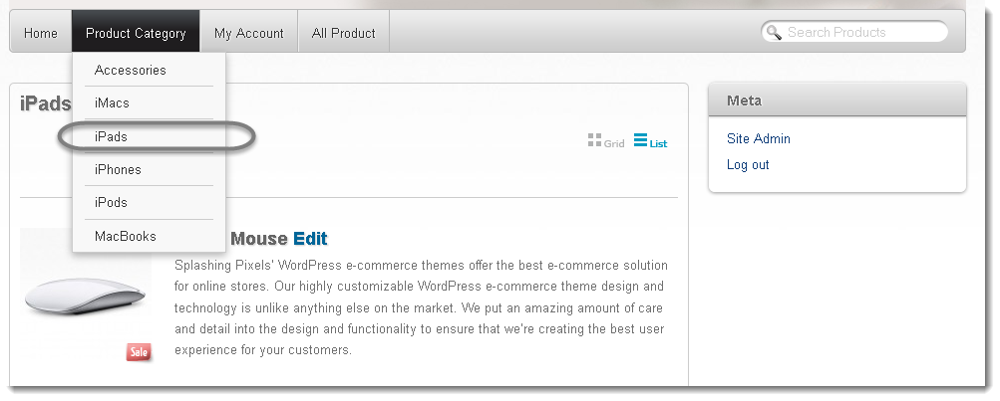 Home Product Category My Account All Product Search Products
Accessories
iMacs
iPads
iPhones
iPods
MacBooks
iPads
Grid List
Mouse Edit
Splashing Pixels' WordPress e-commerce themes offer the best e-commerce solution
for online stores. Our highly customizable WordPress e-commerce theme design and
technology is unlike anything else on the market. We put an amazing amount of care
and detail into the design and functionality to ensure that we're creating the best user
experience for your customers.
Sale
Meta
Site Admin
Log out